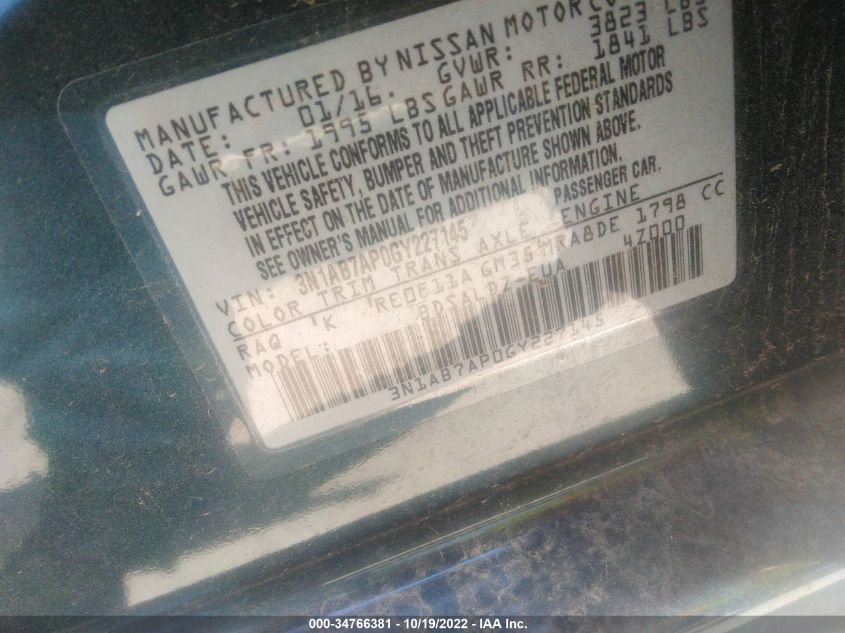 MANUFACTURED BY NISSAN MOTOR CO
DATE: 01/16. GVWR: 3823 LBS
GAWR FR: 1995 LBS GAWR RR: 1841 LBS
THIS VEHICLE CONFORMS TO ALL APPLICABLE FEDERAL MOTOR
VEHICLE SAFETY, BUMPER AND THEFT PREVENTION STANDARDS
IN EFFECT ON THE DATE OF MANUFACTURE SHOWN ABOVE.
SEE OWNER'S MANUAL FOR ADDITIONAL INFORMATION.
VIN: 3N1AB7AP0GY227145 PASSENGER CAR.
COLOR TRIM TRANS AXLE ENGINE
RAQ K RE0F11A MRA8DE 1798 CC
MODEL: BDSALDZ-EUA 47000
3N1AB7AP0GY227145
000-34766381 - 10/19/2022 - IAA Inc.